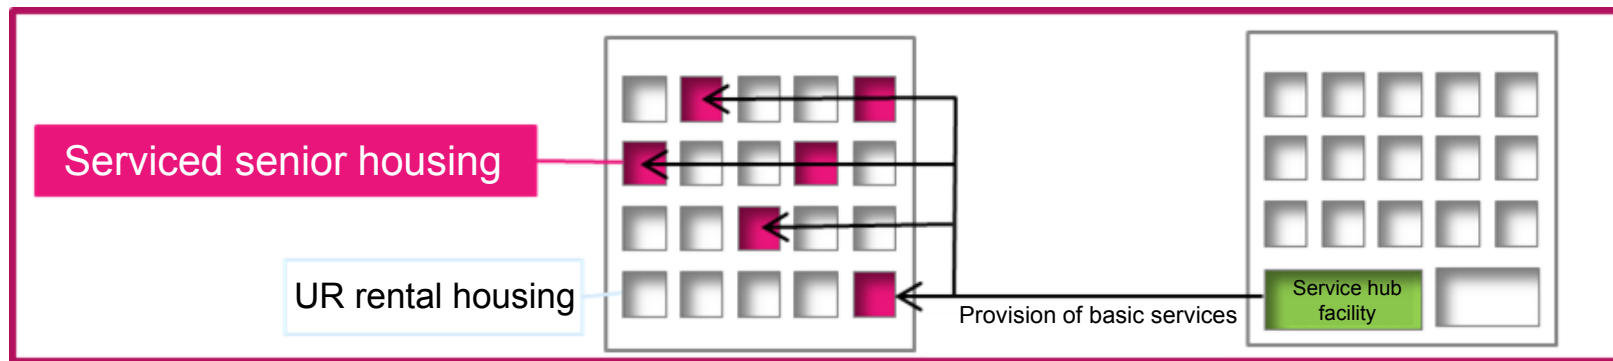 Serviced senior housing
UR rental housing
Provision of basic services
Service hub
facility